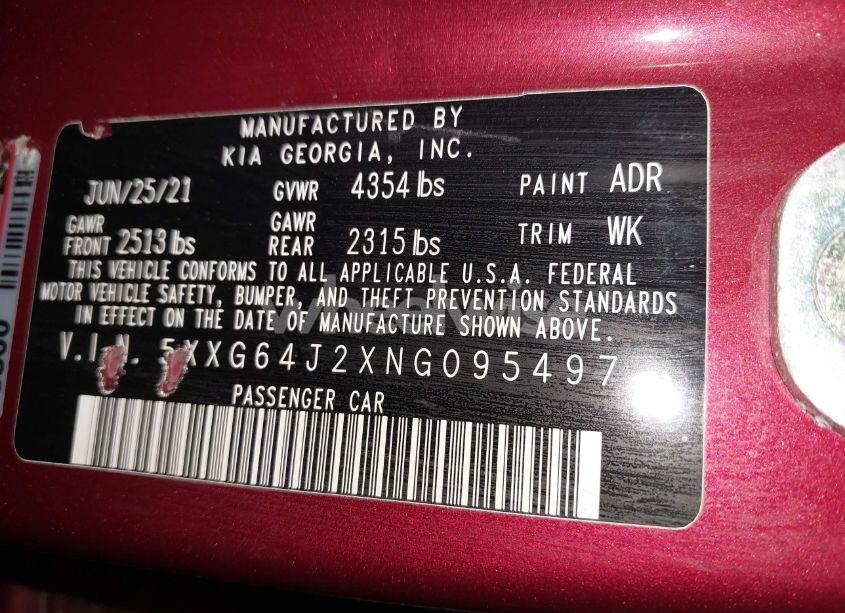 MANUFACTURED BY
KIA GEORGIA, INC.
JUN/25/21 GVWR 4354 lbs PAINT ADR
GAWR FRONT 2513 lbs GAWR REAR 2315 lbs TRIM WK
THIS VEHICLE CONFORMS TO ALL APPLICABLE U.S.A. FEDERAL
MOTOR VEHICLE SAFETY, BUMPER, AND THEFT PREVENTION STANDARDS
IN EFFECT ON THE DATE OF MANUFACTURE SHOWN ABOVE.
V.I.N. 5XXG64J2XNG095497
PASSENGER CAR